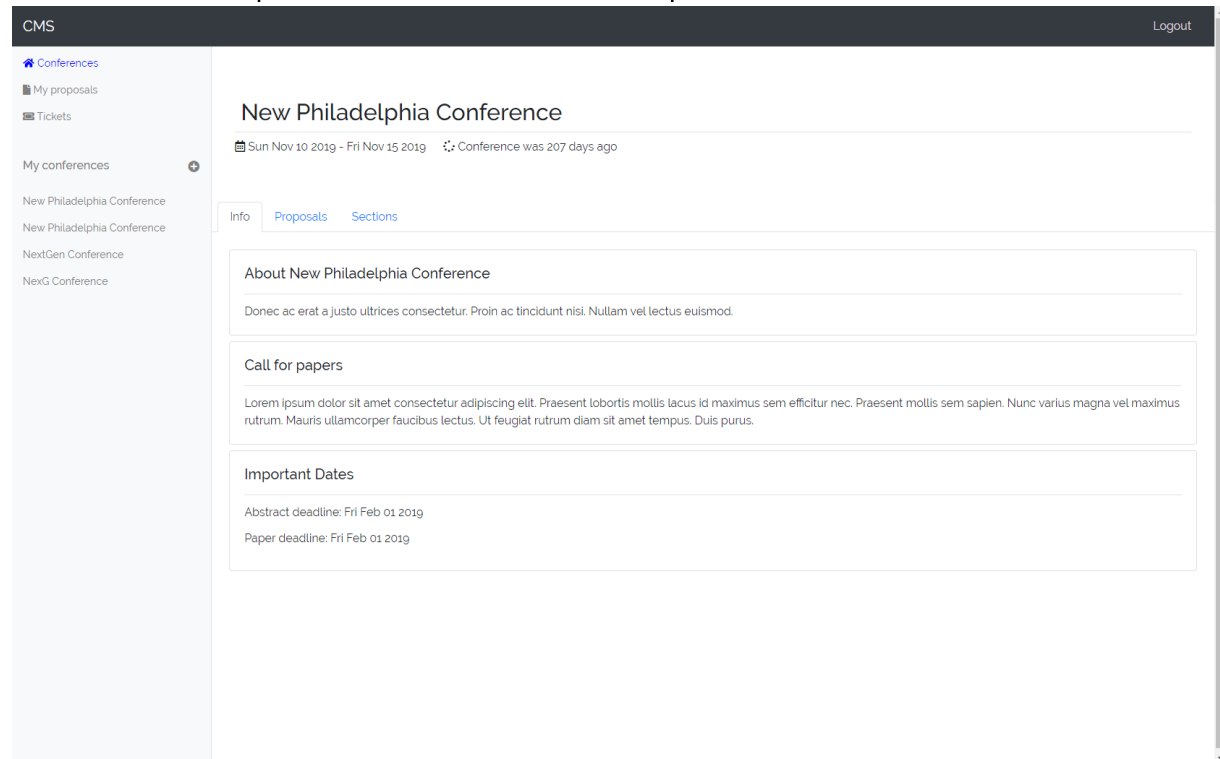 CMS
Logout
Conferences
My proposals
Tickets
My conferences
New Philadelphia Conference
New Philadelphia Conference
NextGen Conference
NexG Conference
New Philadelphia Conference
Sun Nov 10 2019 - Fri Nov 15 2019 Conference was 207 days ago
Info Proposals Sections
About New Philadelphia Conference
Donec ac erat a justo ultrices consectetur. Proin ac tincidunt nisi. Nullam vel lectus euismod.
Call for papers
Lorem ipsum dolor sit amet consectetur adipiscing elit. Praesent lobortis mollis lacus id maximus sem efficitur nec. Praesent mollis sem sapien. Nunc varius magna vel maximus
rutrum. Mauris ullamcorper faucibus lectus. Ut feugiat rutrum diam sit amet tempus. Duis purus.
Important Dates
Abstract deadline: Fri Feb 01 2019
Paper deadline: Fri Feb 01 2019